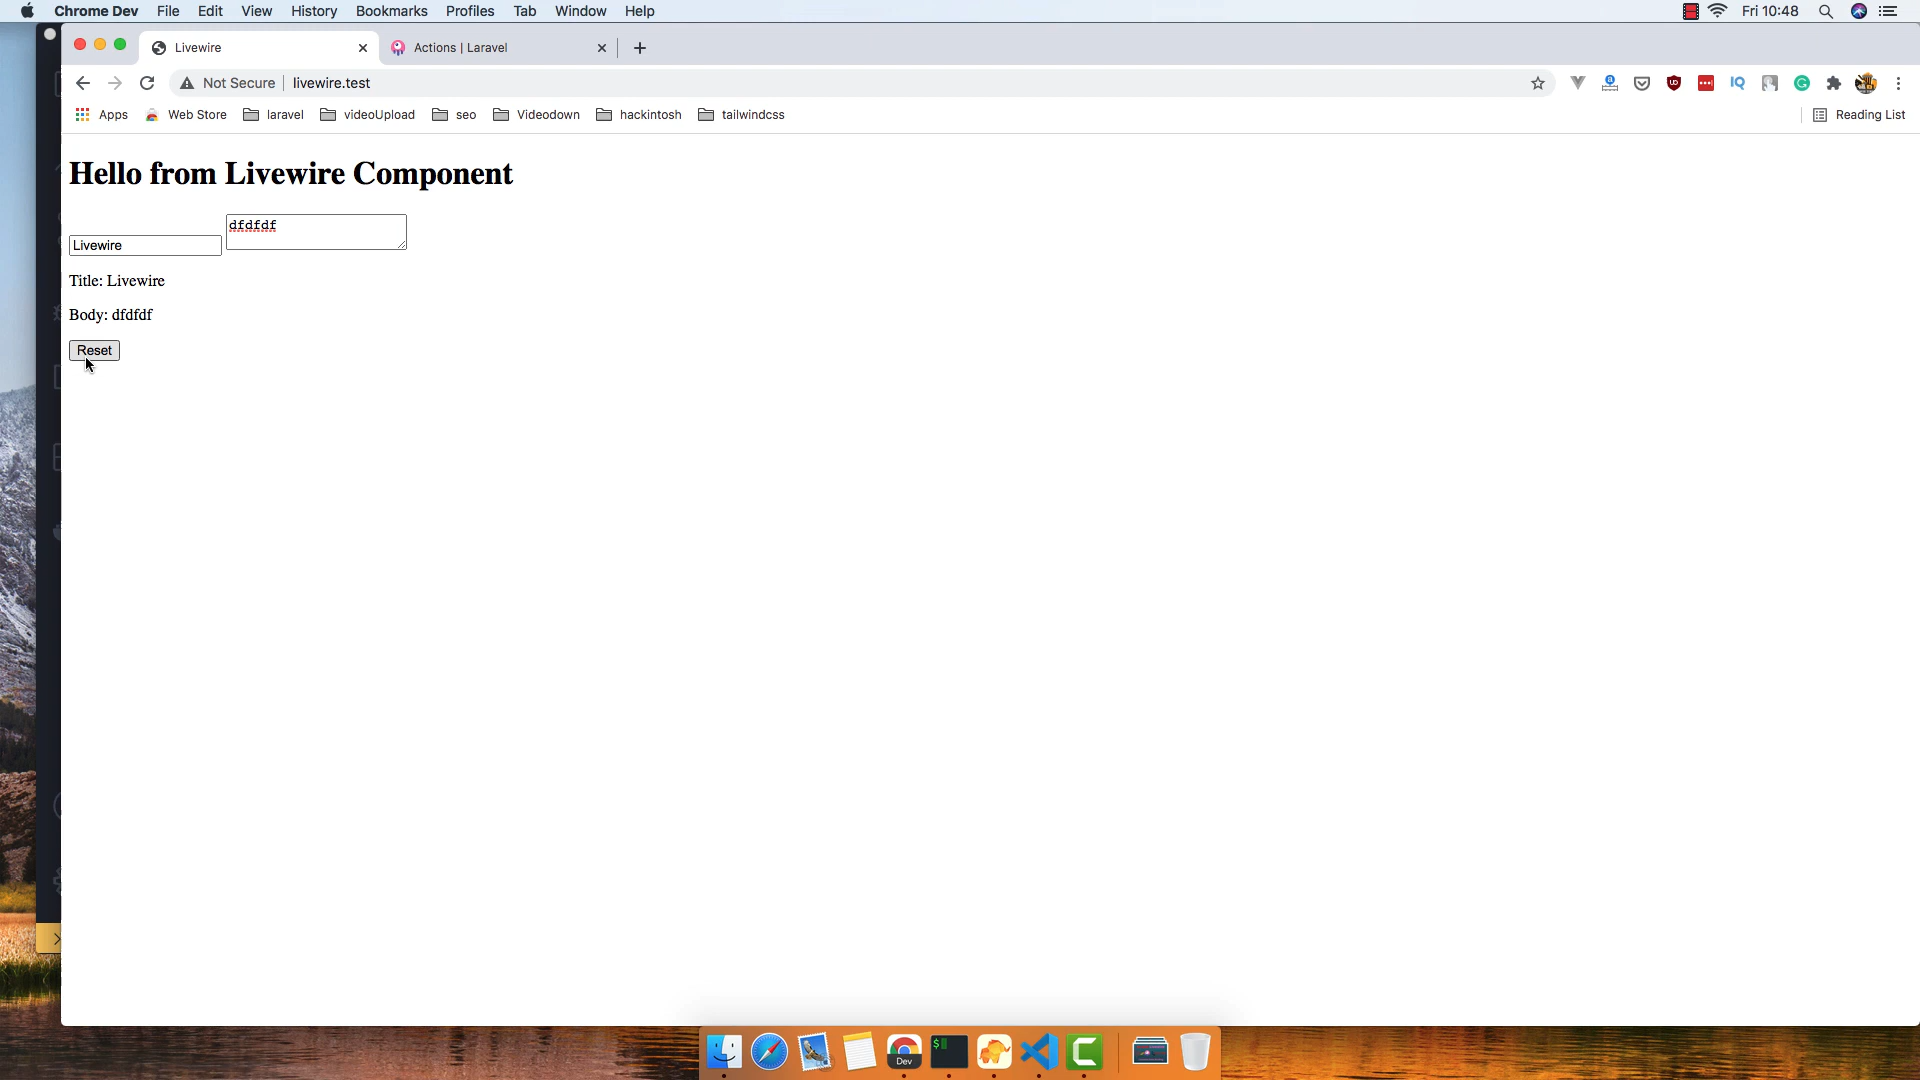 Chrome Dev File Edit View History Bookmarks Profiles Tab Window Help Fri 10:48
Livewire Actions | Laravel
Not Secure livewire.test
Apps Web Store laravel videoUpload seo Videodown hackintosh tailwindcss Reading List
Hello from Livewire Component
dfdfdf
Livewire
Title: Livewire
Body: dfdfdf
Reset
Dev $